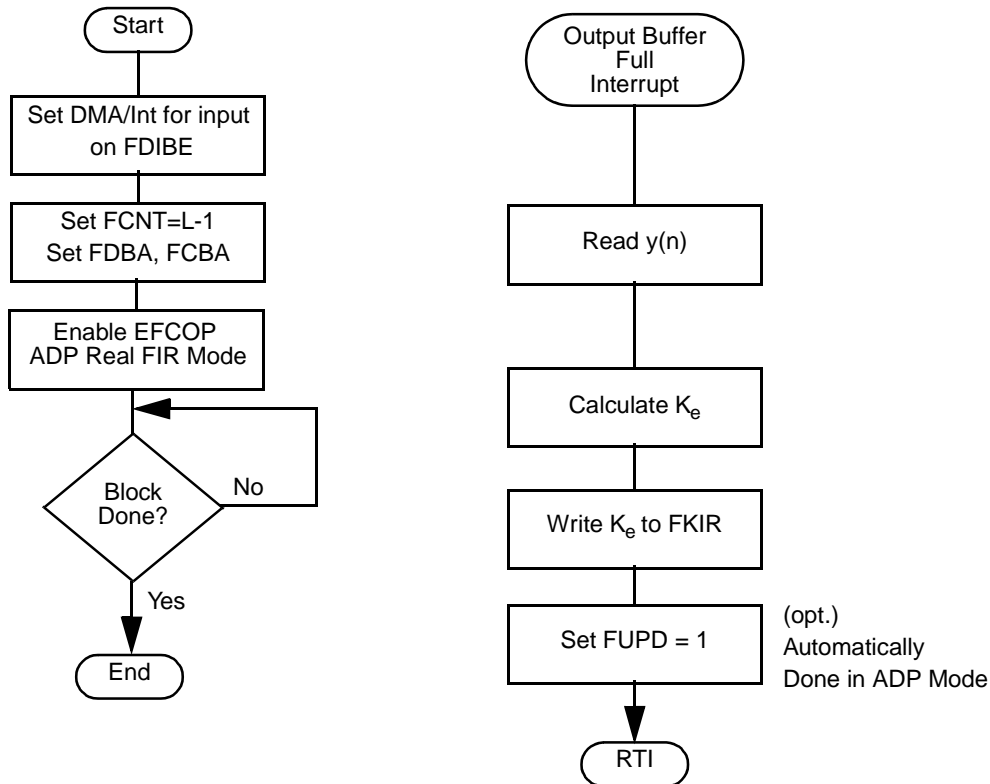 Start
Set DMA/Int for input
on FDIBE
Set FCNT=L-1
Set FDBA, FCBA
Enable EFCOP
ADP Real FIR Mode
Block
Done?
No
Yes
End
Output Buffer
Full
Interrupt
Read y(n)
Calculate Ke
Write Ke to FKIR
Set FUPD = 1
(opt.)
Automatically
Done in ADP Mode
RTI